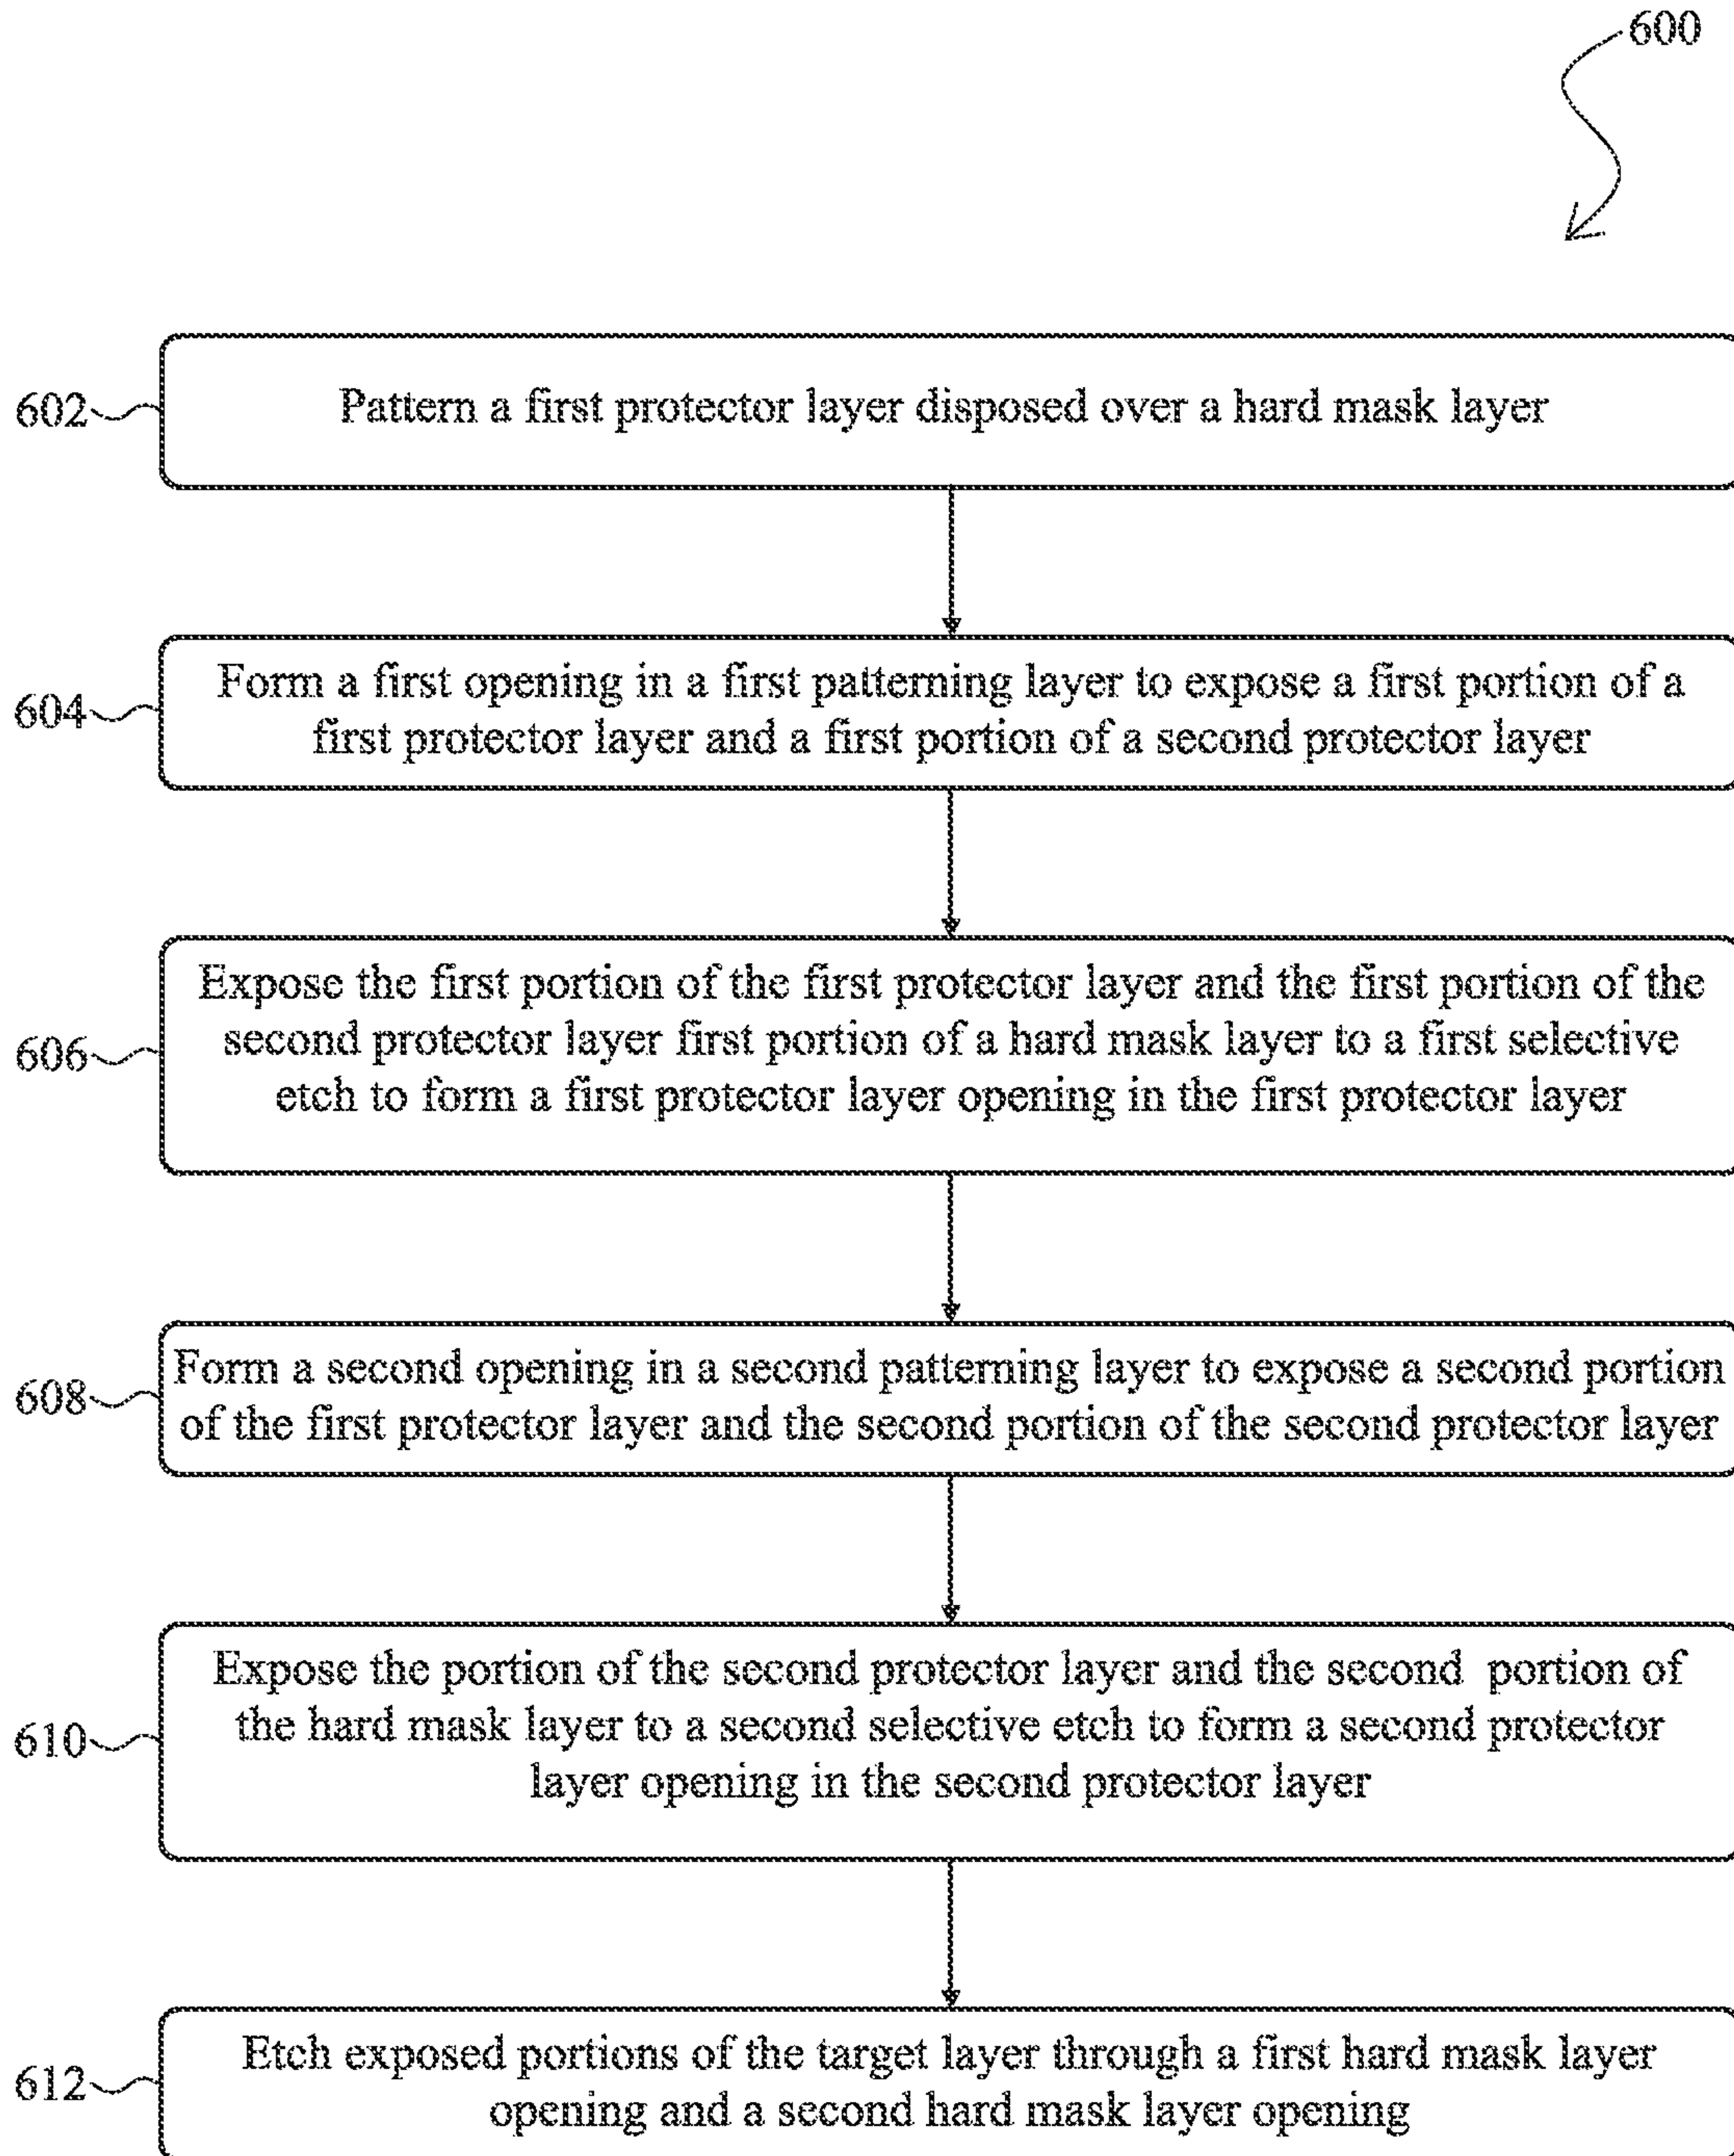 600
602
Pattern a first protector layer disposed over a hard mask layer
604
Form a first opening in a first patterning layer to expose a first portion of a
first protector layer and a first portion of a second protector layer
606
Expose the first portion of the first protector layer and the first portion of the
second protector layer first portion of a hard mask layer to a first selective
etch to form a first protector layer opening in the first protector layer
608
Form a second opening in a second patterning layer to expose a second portion
of the first protector layer and the second portion of the second protector layer
610
Expose the portion of the second protector layer and the second portion of
the hard mask layer to a second selective etch to form a second protector
layer opening in the second protector layer
612
Etch exposed portions of the target layer through a first hard mask layer
opening and a second hard mask layer opening